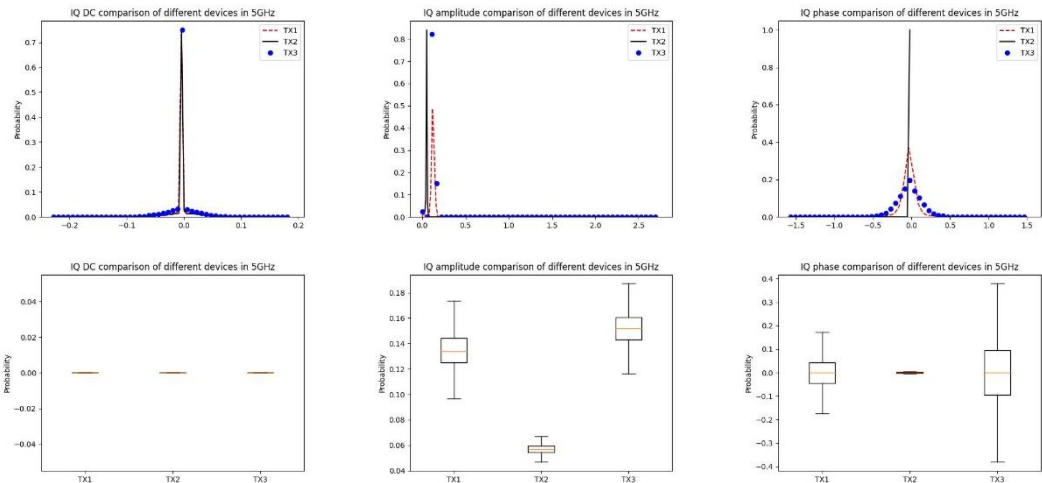 IQ DC comparison of different devices in 5GHz
TX1
TX2
TX3
Probability
0.7
0.6
0.5
0.4
0.3
0.2
0.1
0.0
−0.2
−0.1
0.0
0.1
0.2
IQ amplitude comparison of different devices in 5GHz
TX1
TX2
TX3
Probability
0.8
0.7
0.6
0.5
0.4
0.3
0.2
0.1
0.0
0.0
0.5
1.0
1.5
2.0
2.5
IQ phase comparison of different devices in 5GHz
TX1
TX2
TX3
Probability
1.0
0.8
0.6
0.4
0.2
0.0
−1.5
−1.0
−0.5
0.0
0.5
1.0
1.5
IQ DC comparison of different devices in 5GHz
Probability
0.04
0.02
0.00
−0.02
−0.04
TX1
TX2
TX3
IQ amplitude comparison of different devices in 5GHz
Probability
0.18
0.16
0.14
0.12
0.10
0.08
0.06
0.04
TX1
TX2
TX3
IQ phase comparison of different devices in 5GHz
Probability
0.4
0.3
0.2
0.1
0.0
−0.1
−0.2
−0.3
−0.4
TX1
TX2
TX3